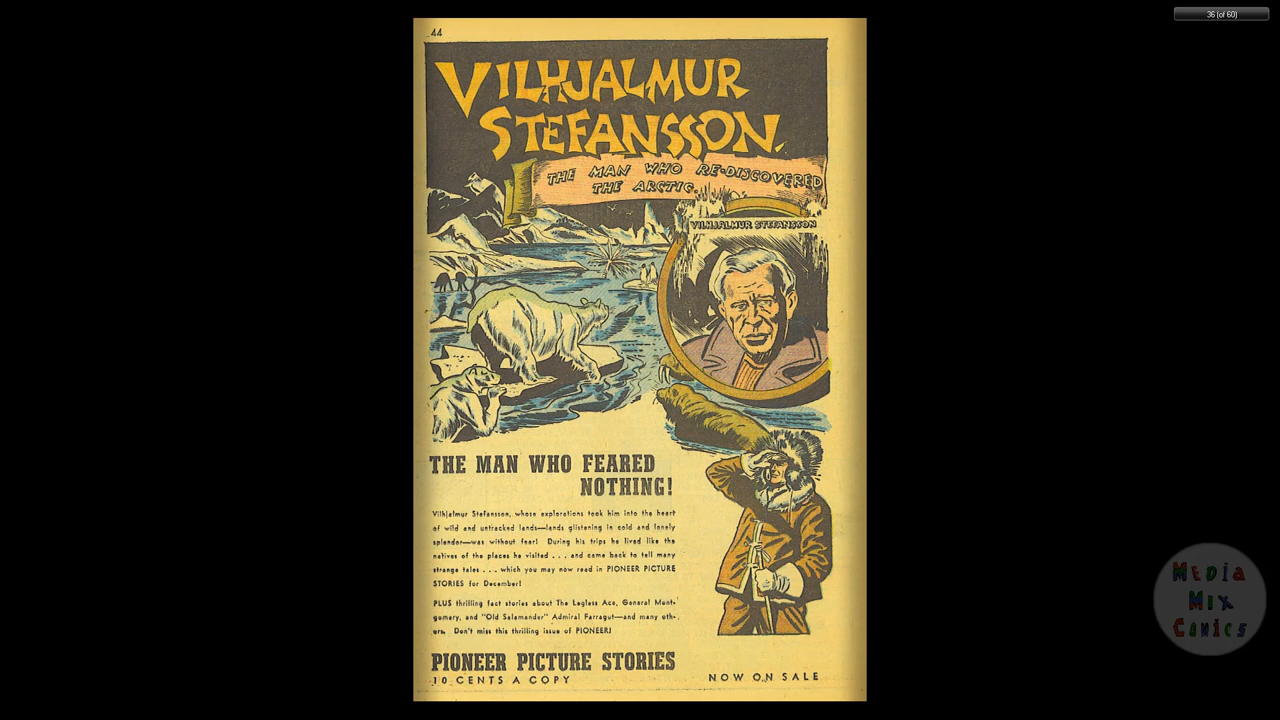 36 (of 60)
44
VILHJALMUR
STEFANSSON.
THE MAN WHO RE-DISCOVERED
THE ARCTIC.
VILHJALMUR STEFANSSON
THE MAN WHO FEARED
NOTHING!
Vilhjalmur Stefansson, whose explorations took him into the heart
of wild and untracked lands—lands glistening in cold and lonely
splendor—was without fear! During his trips he lived like the
natives of the places he visited . . . and came back to tell many
strange tales . . . which you may now read in PIONEER PICTURE
STORIES for December!
PLUS thrilling fact stories about The Legless Ace, General Mont-
gomery, and "Old Salamander" Admiral Farragut—and many oth-
ers. Don't miss this thrilling issue of PIONEER!
PIONEER PICTURE STORIES
10 CENTS A COPY
NOW ON SALE
MEDIA
MIX
COMICS